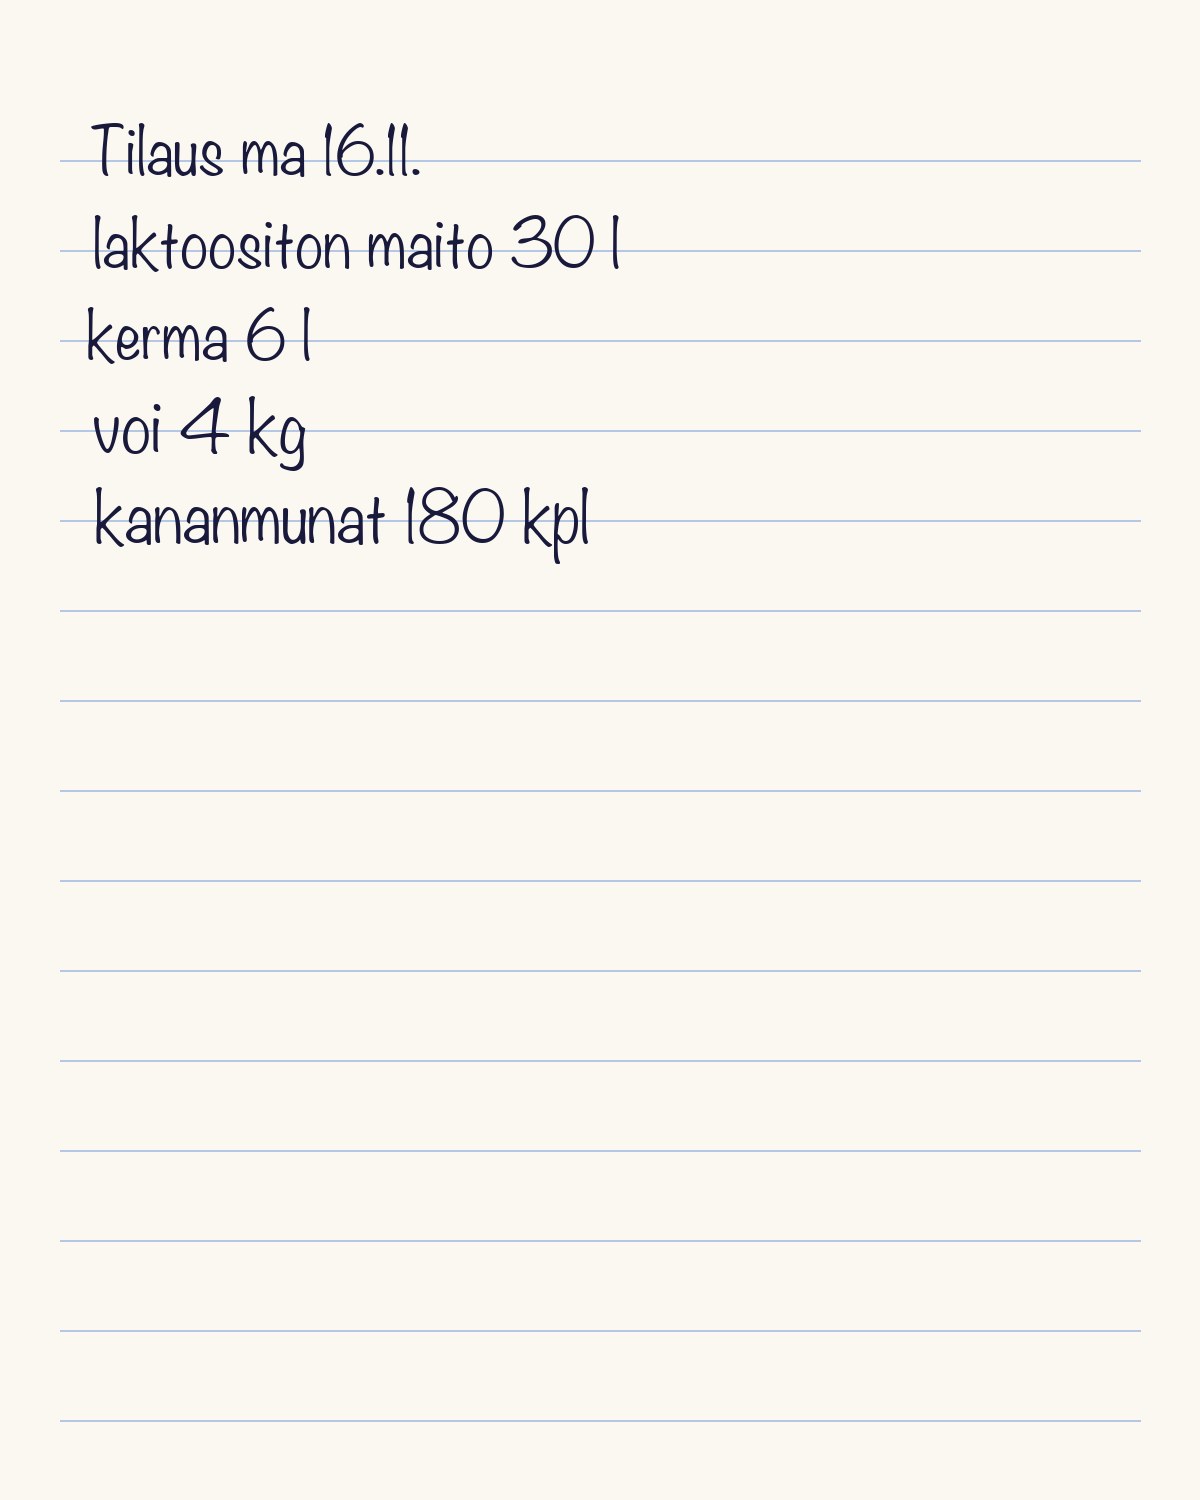 Tilaus ma 16.11.
laktoositon maito 30 l
kerma 6 l
voi 4 kg
kananmunat 180 kpl